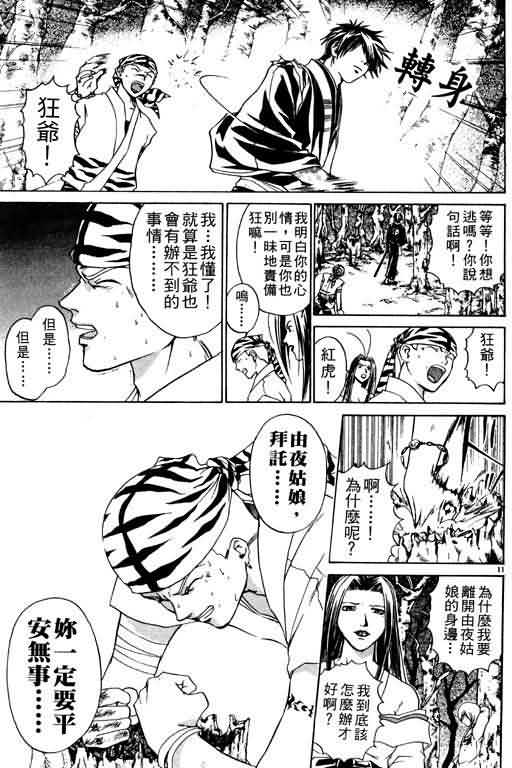 轉身
狂爺！
等等！你想
逃嗎？你說
句話啊！
我明白你的心
情，可是你也
別一味地責備
狂嘛！
嗚…
我…我懂了！
就算是狂爺也
會有辦不到的
事情……
狂爺！
紅虎！
但是…
但是…
啊……！
為什麼呢？
11
為什麼我要
離開由夜姑
娘的身邊…
我到底該
怎麼辦才
好啊？
由夜姑娘，
拜託……
妳一定要平
安無事……